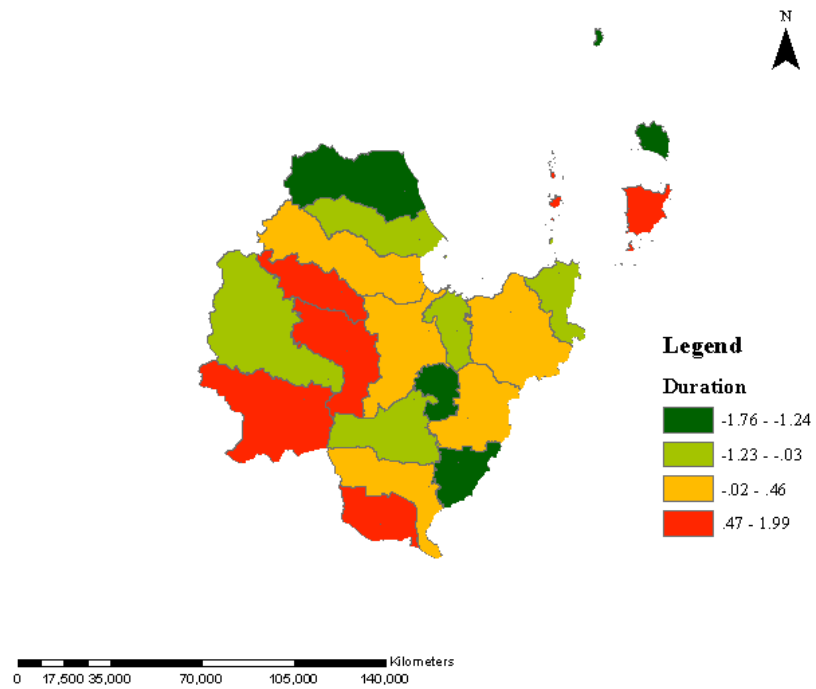 N
Legend
Duration
-1.76 - -1.24
-1.23 - -.03
-.02 - .46
.47 - 1.99
Kilometers
0 17,500 35,000 70,000 105,000 140,000